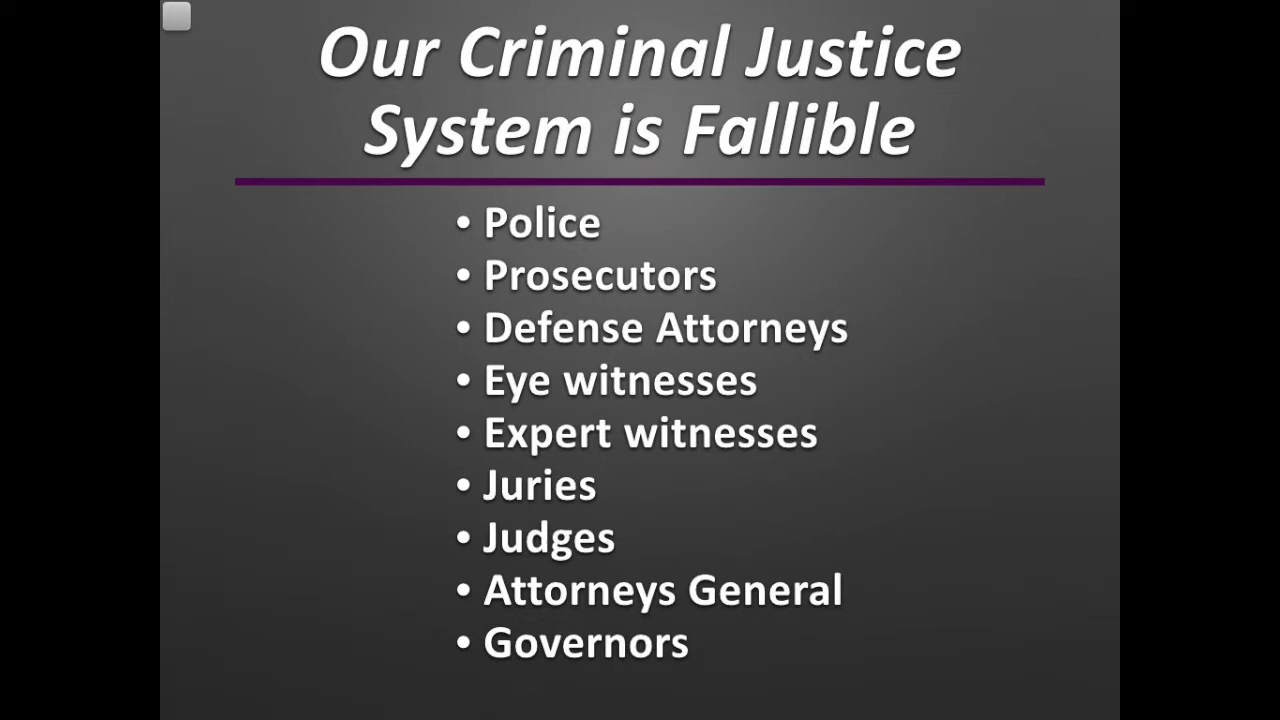 Our Criminal Justice
System is Fallible
• Police
• Prosecutors
• Defense Attorneys
• Eye witnesses
• Expert witnesses
• Juries
• Judges
• Attorneys General
• Governors